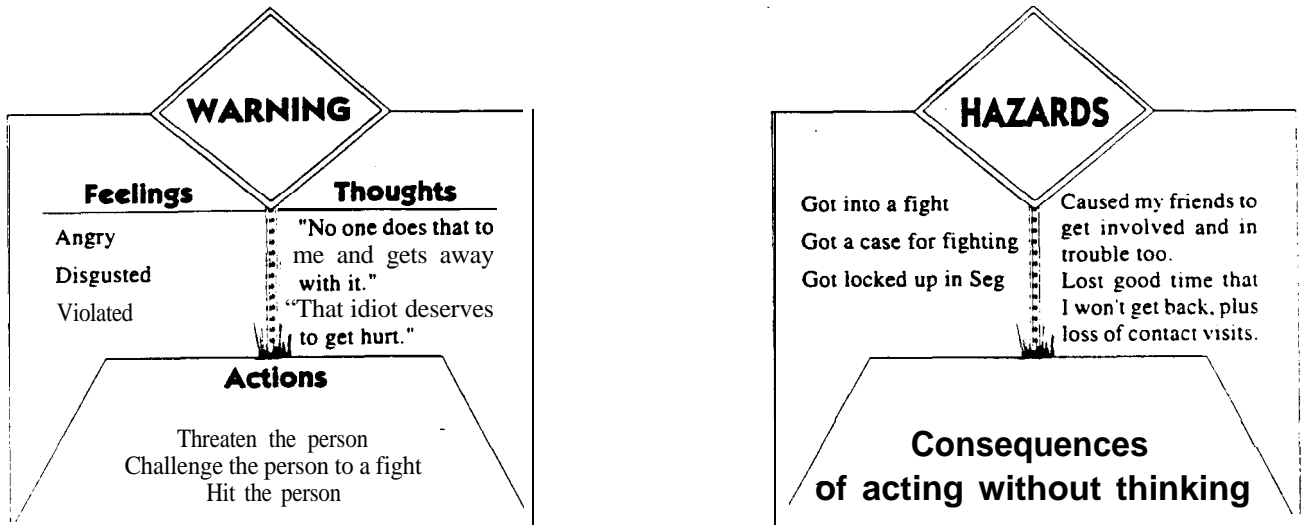 WARNING
Feelings
Angry
Disgusted
Violated
Thoughts
"No one does that to
me and gets away
with it."
“That idiot deserves
to get hurt."
Actions
Threaten the person
Challenge the person to a fight
Hit the person
HAZARDS
Got into a fight
Got a case for fighting
Got locked up in Seg
Caused my friends to
get involved and in
trouble too.
Lost good time that
I won't get back, plus
loss of contact visits.
Consequences
of acting without thinking